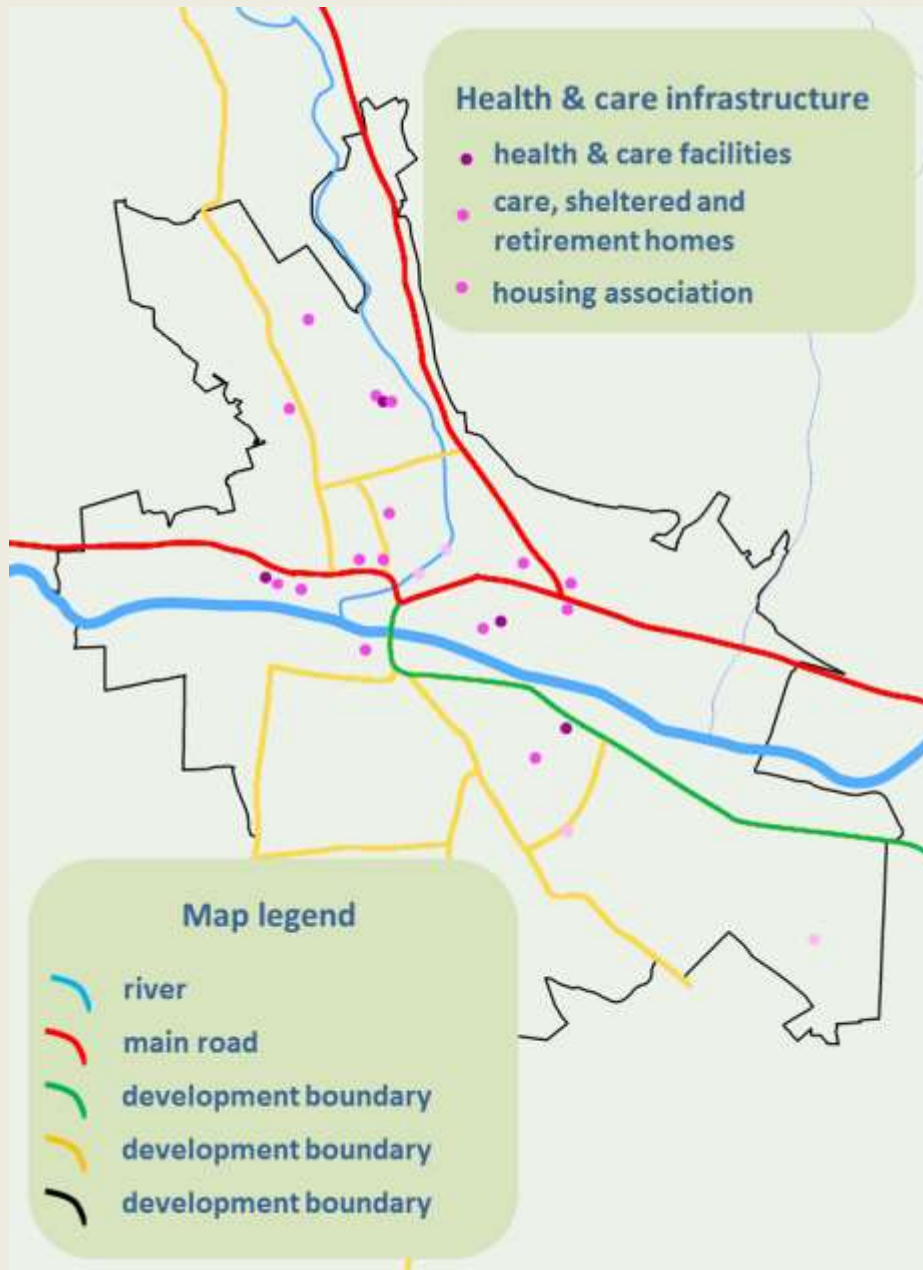 Health & care infrastructure
health & care facilities
care, sheltered and
retirement homes
housing association
Map legend
river
main road
development boundary
development boundary
development boundary